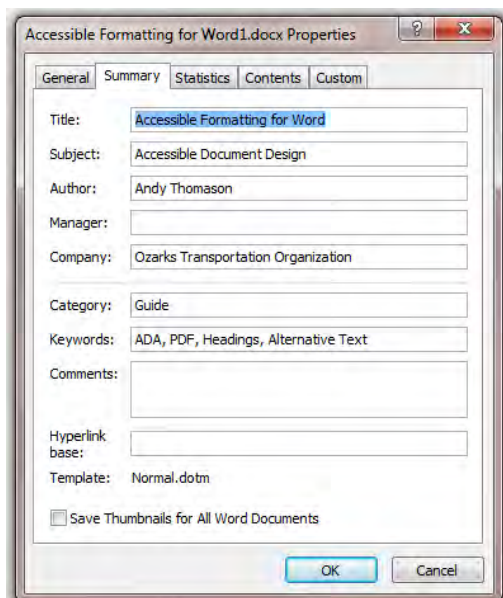 Accessible Formatting for Word1.docx Properties
General Summary Statistics Contents Custom
Title: Accessible Formatting for Word
Subject: Accessible Document Design
Author: Andy Thomason
Manager:
Company: Ozarks Transportation Organization
Category: Guide
Keywords: ADA, PDF, Headings, Alternative Text
Comments:
Hyperlink
base:
Template: Normal.dotm
Save Thumbnails for All Word Documents
OK Cancel